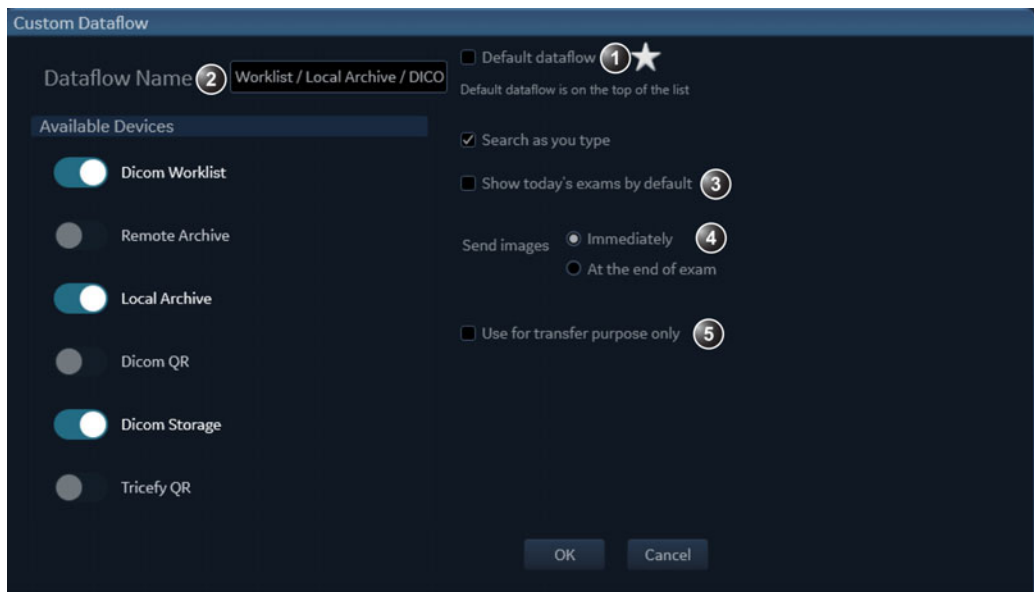 Custom Dataflow
Dataflow Name 2 Worklist / Local Archive / DICO
Available Devices
Dicom Worklist
Remote Archive
Local Archive
Dicom QR
Dicom Storage
Tricefy QR
Default dataflow 1
Default dataflow is on the top of the list
Search as you type
Show today's exams by default 3
Send images Immediately 4
At the end of exam
Use for transfer purpose only 5
OK Cancel